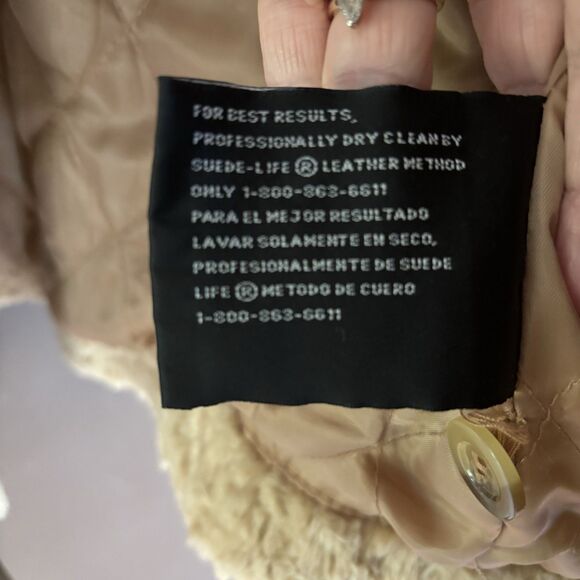 FOR BEST RESULTS,
PROFESSIONALLY DRY CLEAN BY
SUEDE-LIFE ® LEATHER METHOD
ONLY 1-800-863-6611
PARA EL MEJOR RESULTADO
LAVAR SOLAMENTE EN SECO,
PROFESIONALMENTE DE SUEDE
LIFE ® METODO DE CUERO
1-800-863-6611